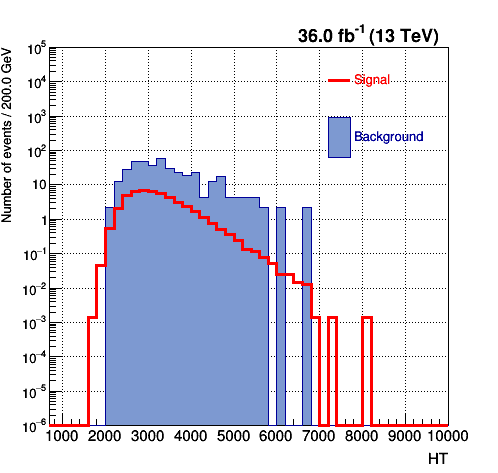 36.0 fb⁻¹ (13 TeV)
Number of events / 200.0 GeV
10⁵
10⁴
10³
10²
10
1
10⁻¹
10⁻²
10⁻³
10⁻⁴
10⁻⁵
10⁻⁶
Signal
Background
1000 2000 3000 4000 5000 6000 7000 8000 9000 10000
HT